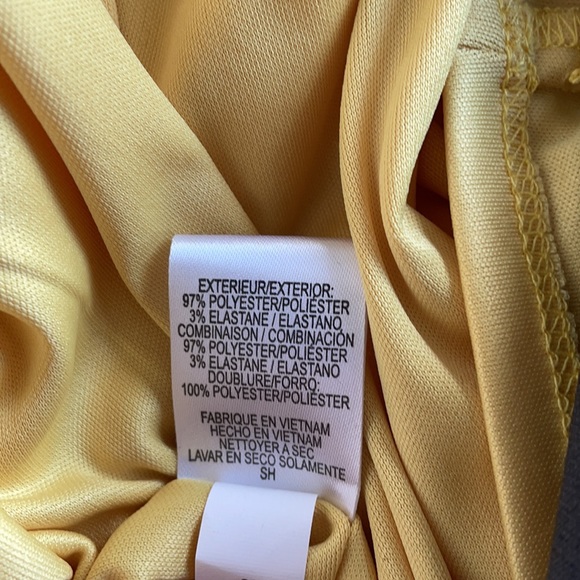 EXTERIEUR/EXTERIOR:
97% POLYESTER/POLIÉSTER
3% ELASTANE / ELASTANO
COMBINAISON / COMBINACIÓN
97% POLYESTER/POLIÉSTER
3% ELASTANE / ELASTANO
DOUBLURE/FORRO:
100% POLYESTER/POLIÉSTER
FABRIQUE EN VIETNAM
HECHO EN VIETNAM
NETTOYER A SEC
LAVAR EN SECO SOLAMENTE
SH